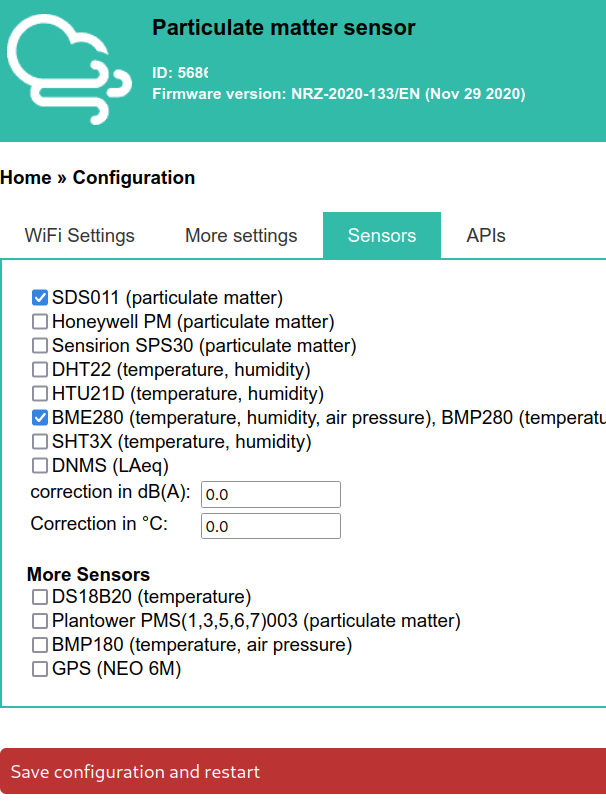 Particulate matter sensor
ID: 5686
Firmware version: NRZ-2020-133/EN (Nov 29 2020)
Home » Configuration
WiFi Settings More settings Sensors APIs
SDS011 (particulate matter)
Honeywell PM (particulate matter)
Sensirion SPS30 (particulate matter)
DHT22 (temperature, humidity)
HTU21D (temperature, humidity)
BME280 (temperature, humidity, air pressure), BMP280 (temperatu
SHT3X (temperature, humidity)
DNMS (LAeq)
correction in dB(A): 0.0
Correction in °C: 0.0
More Sensors
DS18B20 (temperature)
Plantower PMS(1,3,5,6,7)003 (particulate matter)
BMP180 (temperature, air pressure)
GPS (NEO 6M)
Save configuration and restart